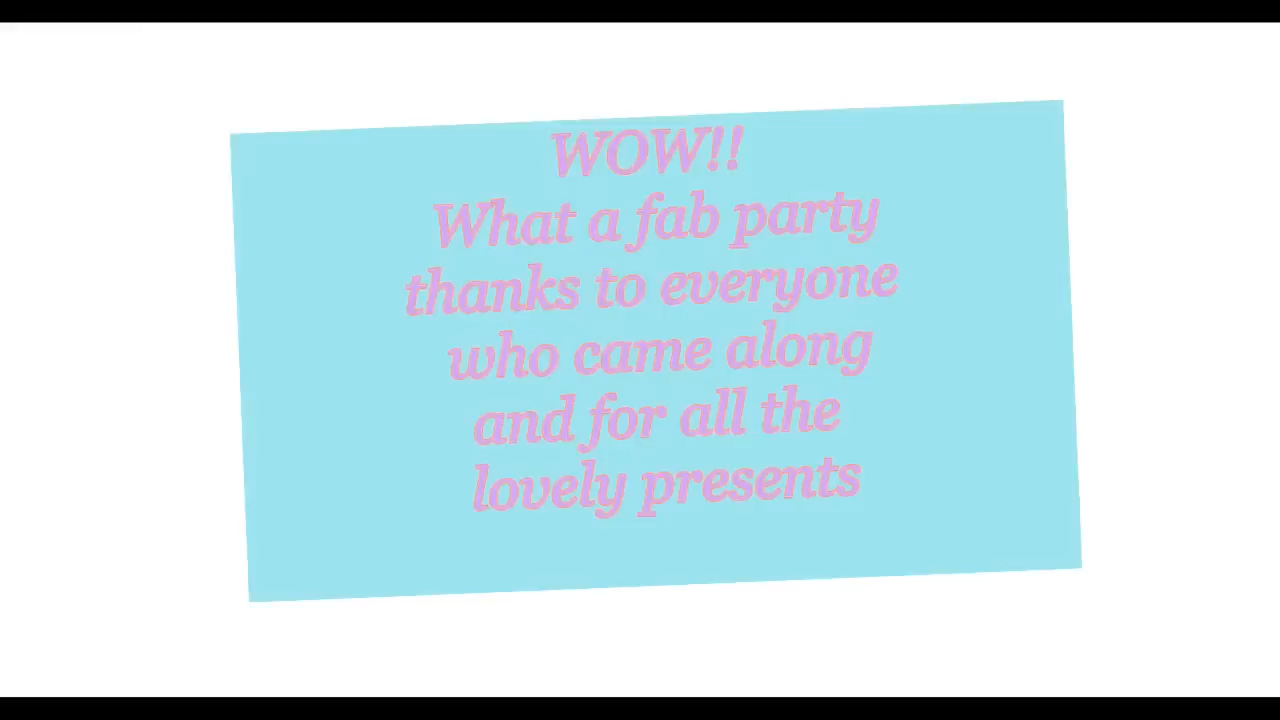 WOW!!
What a fab party
thanks to everyone
who came along
and for all the
lovely presents